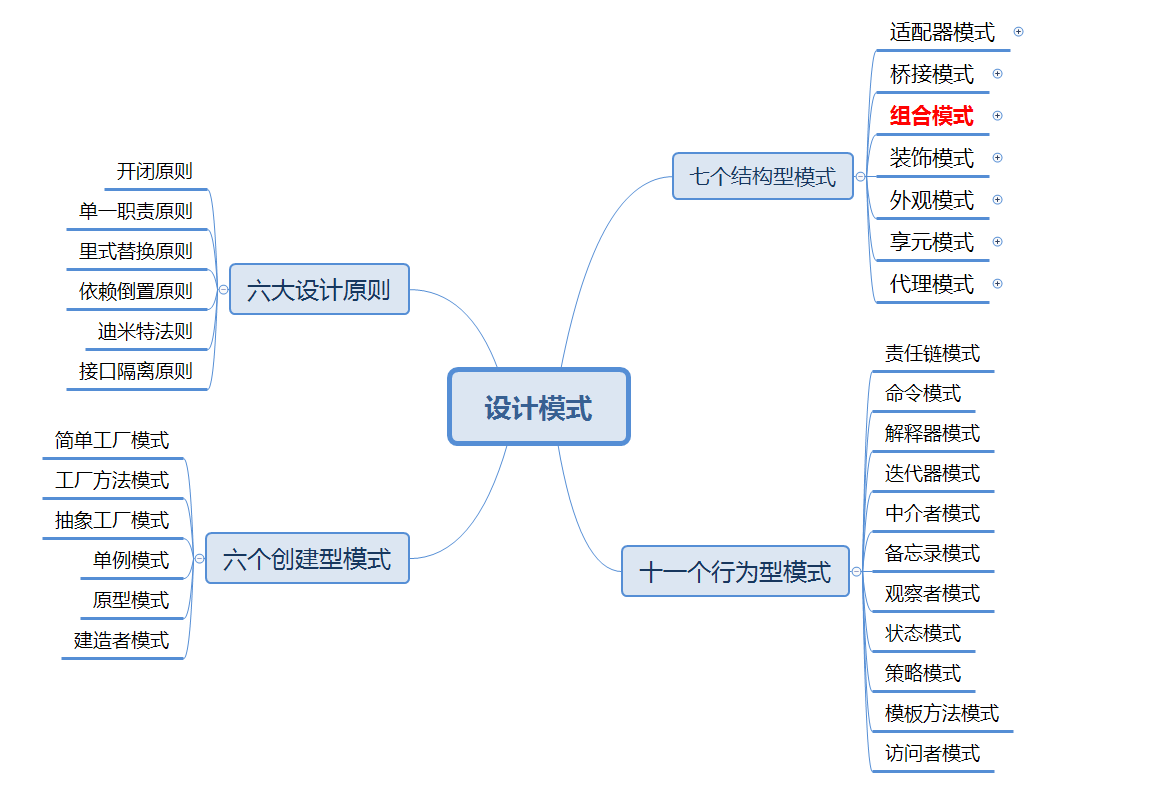 设计模式
六大设计原则
开闭原则
单一职责原则
里式替换原则
依赖倒置原则
迪米特法则
接口隔离原则
六个创建型模式
简单工厂模式
工厂方法模式
抽象工厂模式
单例模式
原型模式
建造者模式
七个结构型模式
适配器模式
桥接模式
组合模式
装饰模式
外观模式
享元模式
代理模式
十一个行为型模式
责任链模式
命令模式
解释器模式
迭代器模式
中介者模式
备忘录模式
观察者模式
状态模式
策略模式
模板方法模式
访问者模式